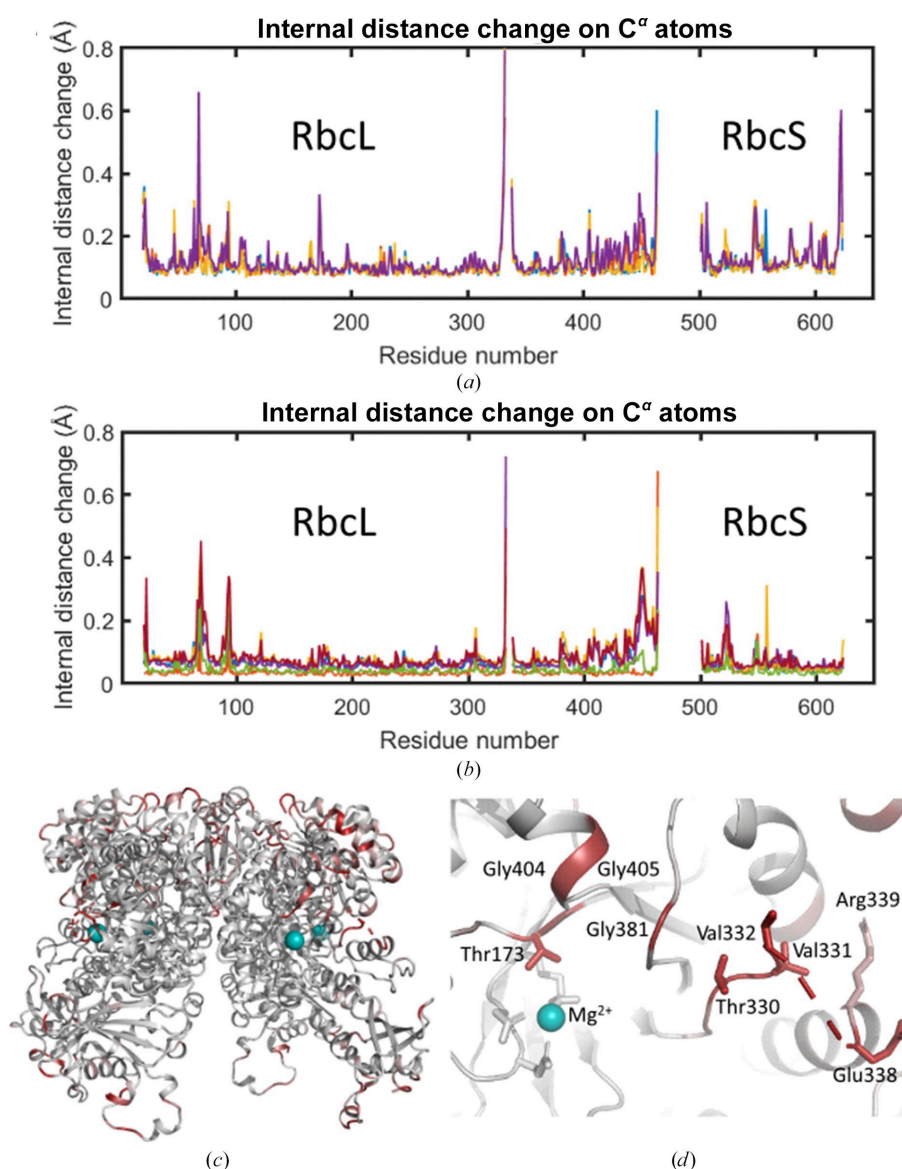 Internal distance change on Cα atoms
Internal distance change (Å)
0.8
0.6
0.4
0.2
0
RbcL
RbcS
100
200
300
400
500
600
Residue number
(a)
Internal distance change on Cα atoms
Internal distance change (Å)
0.8
0.6
0.4
0.2
0
RbcL
RbcS
100
200
300
400
500
600
Residue number
(b)
Gly404
Gly405
Arg339
Gly381
Val332
Thr173
Val331
Mg2+
Thr330
Glu338
(c)
(d)